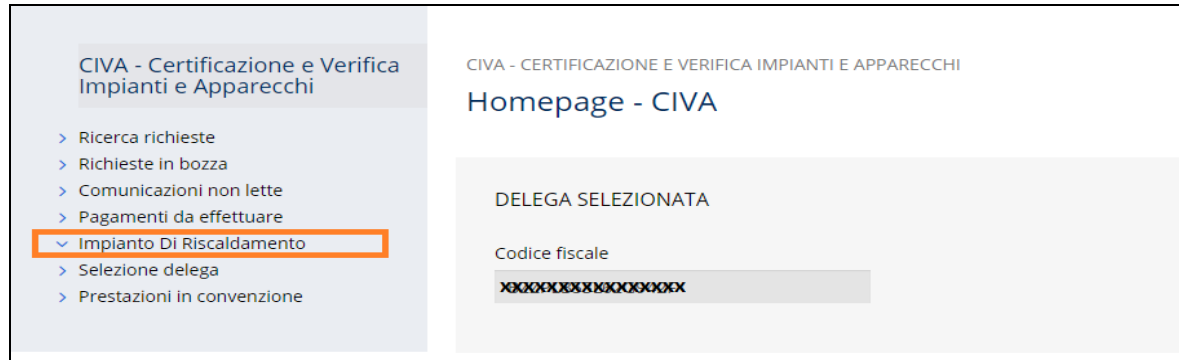 CIVA - Certificazione e Verifica
Impianti e Apparecchi
Ricerca richieste
Richieste in bozza
Comunicazioni non lette
Pagamenti da effettuare
Impianto Di Riscaldamento
Selezione delega
Prestazioni in convenzione
CIVA - CERTIFICAZIONE E VERIFICA IMPIANTI E APPARECCHI
Homepage - CIVA
DELEGA SELEZIONATA
Codice fiscale